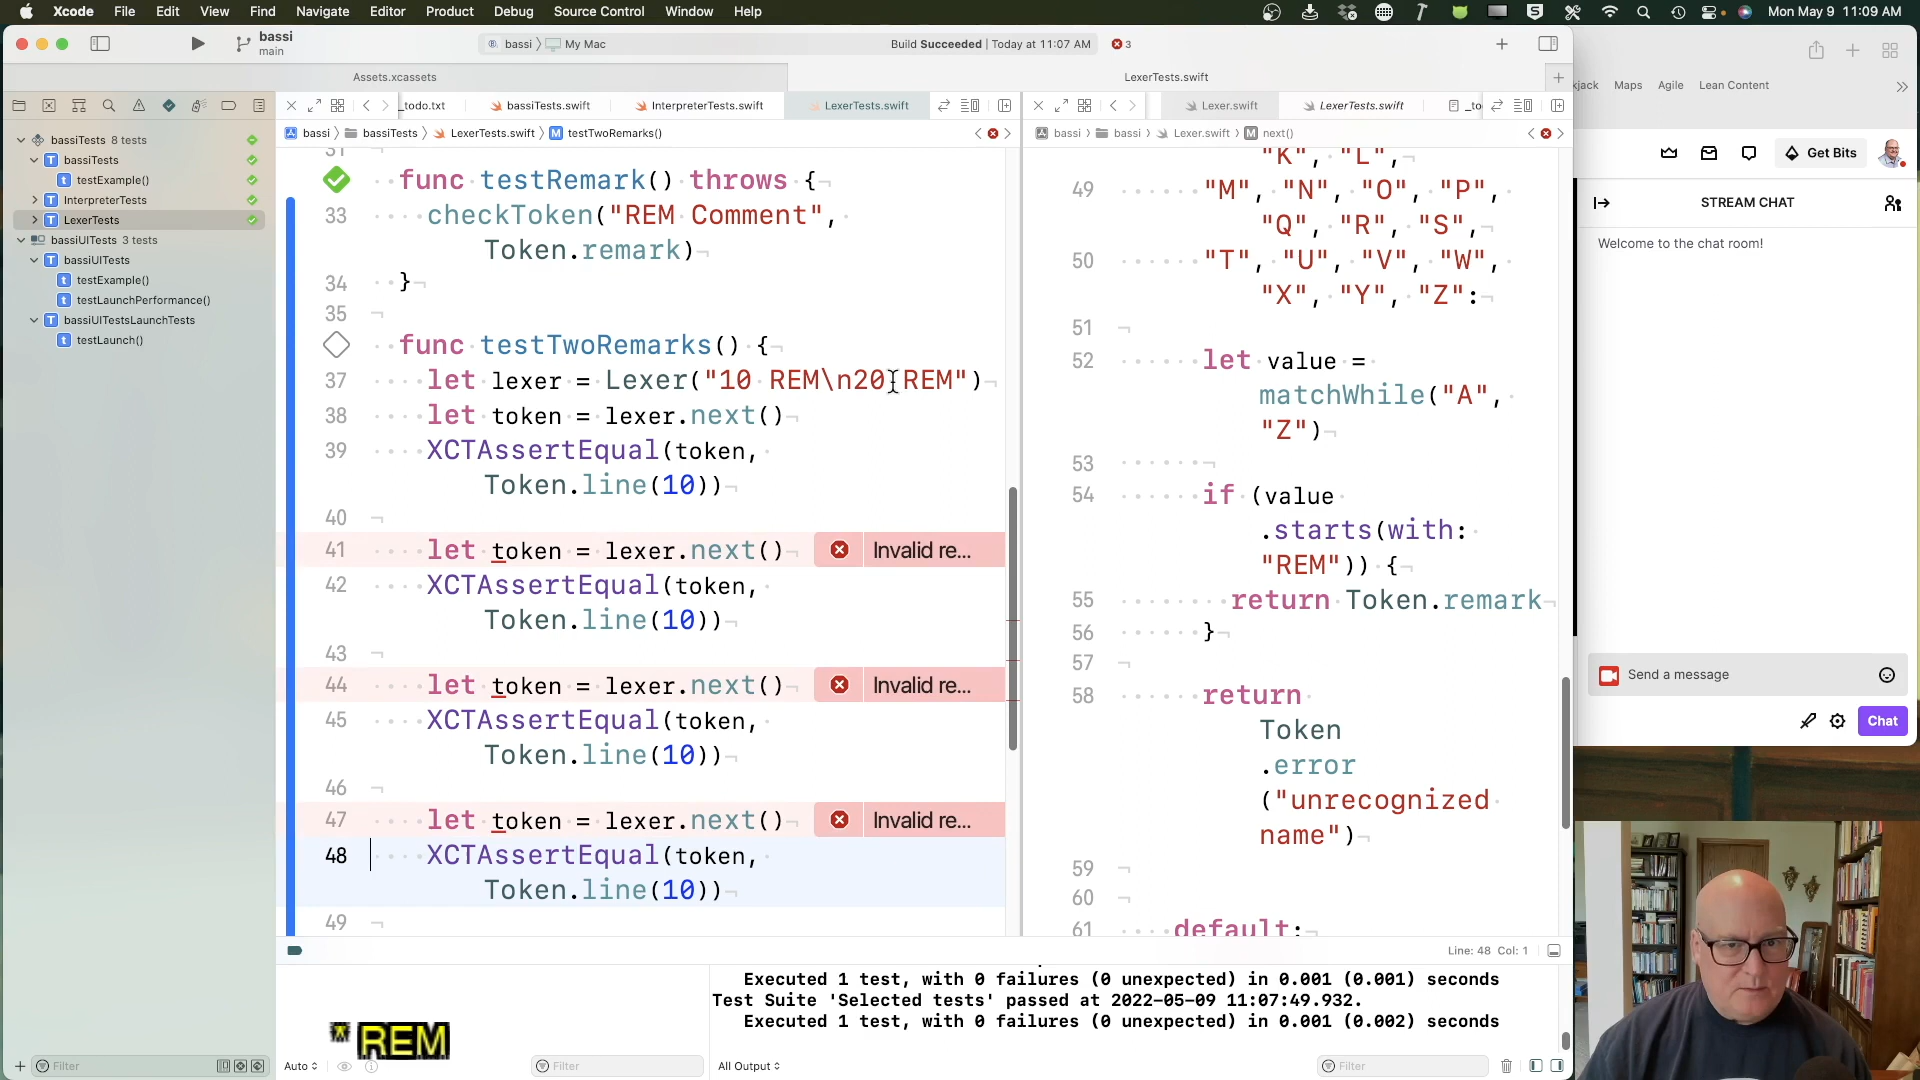 Xcode File Edit View Find Navigate Editor Product Debug Source Control Window Help Mon May 9 11:09 AM
bassi
main
bassi 〉 My Mac Build Succeeded | Today at 11:07 AM 3
Assets.xcassets LexerTests.swift
_todo.txt bassiTests.swift InterpreterTests.swift LexerTests.swift
bassi 〉 bassiTests 〉 LexerTests.swift 〉 M testTwoRemarks()
Lexer.swift LexerTests.swift _to
bassi 〉 bassi 〉 Lexer.swift 〉 M next()
bassiTests 8 tests
T bassiTests
t testExample()
T InterpreterTests
T LexerTests
bassiUITests 3 tests
T bassiUITests
t testExample()
t testLaunchPerformance()
T bassiUITestsLaunchTests
t testLaunch()
Filter
31
func testRemark() throws {
33 checkToken("REM Comment",
Token.remark)
34 }
35
func testTwoRemarks() {
37 let lexer = Lexer("10 REM\n20 REM")
38 let token = lexer.next()
39 XCTAssertEqual(token,
Token.line(10))
40
41 let token = lexer.next() Invalid re...
42 XCTAssertEqual(token,
Token.line(10))
43
44 let token = lexer.next() Invalid re...
45 XCTAssertEqual(token,
Token.line(10))
46
47 let token = lexer.next() Invalid re...
48 XCTAssertEqual(token,
Token.line(10))
49
"K", "L",
49 "M", "N", "O", "P",
"Q", "R", "S",
50 "T", "U", "V", "W",
"X", "Y", "Z":
51
52 let value =
matchWhile("A",
"Z")
53
54 if (value
.starts(with:
"REM")) {
55 return Token.remark
56 }
57
58 return
Token
.error
("unrecognized
name")
59
60
61 default:
Line: 48 Col: 1
Executed 1 test, with 0 failures (0 unexpected) in 0.001 (0.001) seconds
Test Suite 'Selected tests' passed at 2022-05-09 11:07:49.932.
Executed 1 test, with 0 failures (0 unexpected) in 0.001 (0.002) seconds
* REM
Auto Filter All Output Filter
kjack Maps Agile Lean Content
Get Bits
STREAM CHAT
Welcome to the chat room!
Send a message
Chat